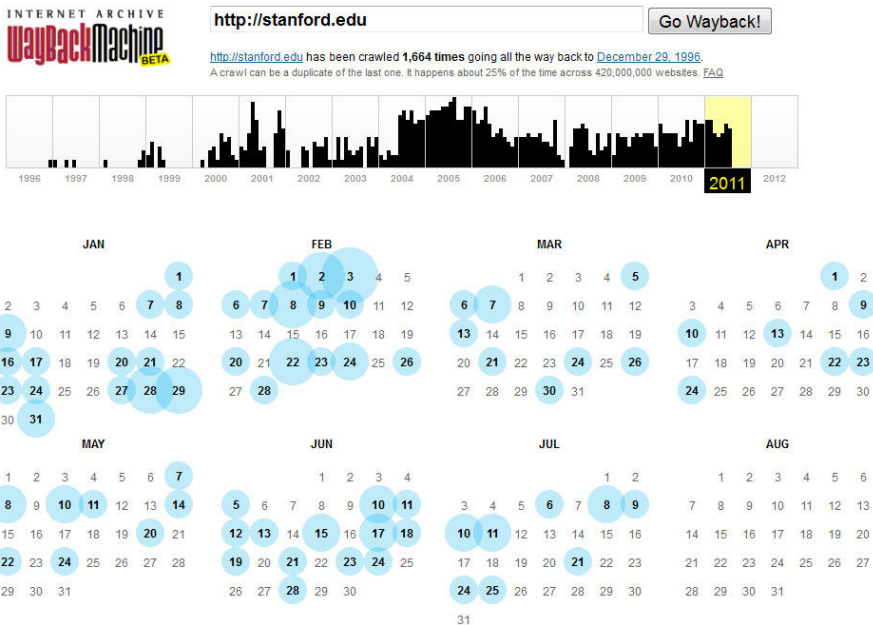 INTERNET ARCHIVE
WayBackMachine
BETA
http://stanford.edu
Go Wayback!
http://stanford.edu has been crawled 1,664 times going all the way back to December 29, 1996.
A crawl can be a duplicate of the last one. It happens about 25% of the time across 420,000,000 websites. FAQ
1996 1997 1998 1999 2000 2001 2002 2003 2004 2005 2006 2007 2008 2009 2010 2011 2012
JAN FEB MAR APR
1 1 2 3 4 5 1 2 3 4 5 1 2
2 3 4 5 6 7 8 6 7 8 9 10 11 12 6 7 8 9 10 11 12 3 4 5 6 7 8 9
9 10 11 12 13 14 15 13 14 15 16 17 18 19 13 14 15 16 17 18 19 10 11 12 13 14 15 16
16 17 18 19 20 21 22 20 21 22 23 24 25 26 20 21 22 23 24 25 26 17 18 19 20 21 22 23
23 24 25 26 27 28 29 27 28 27 28 29 30 31 24 25 26 27 28 29 30
30 31
MAY JUN JUL AUG
1 2 3 4 5 6 7 1 2 3 4 1 2 1 2 3 4 5 6
8 9 10 11 12 13 14 5 6 7 8 9 10 11 3 4 5 6 7 8 9 7 8 9 10 11 12 13
15 16 17 18 19 20 21 12 13 14 15 16 17 18 10 11 12 13 14 15 16 14 15 16 17 18 19 20
22 23 24 25 26 27 28 19 20 21 22 23 24 25 17 18 19 20 21 22 23 21 22 23 24 25 26 27
29 30 31 26 27 28 29 30 24 25 26 27 28 29 30 28 29 30 31
31